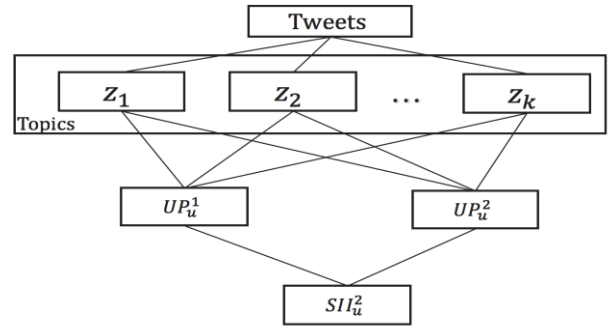 Tweets
z₁ z₂ ... zₖ
Topics
UP¹ᵤ UP²ᵤ
SII²ᵤ